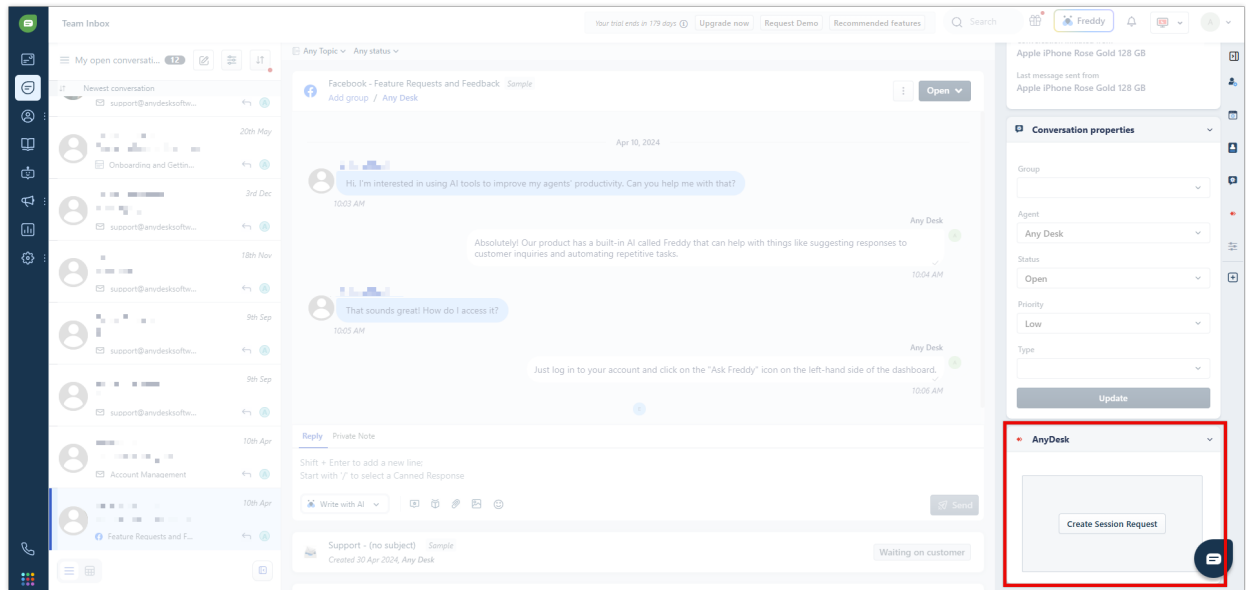 Team Inbox
Your trial ends in 179 days
Upgrade now
Request Demo
Recommended features
Search
Freddy
A
My open conversati... 12
Newest conversation
support@anydesksoftw...
20th May
Onboarding and Gettin...
3rd Dec
support@anydesksoftw...
18th Nov
support@anydesksoftw...
9th Sep
support@anydesksoftw...
9th Sep
support@anydesksoftw...
10th Apr
Account Management
10th Apr
Feature Requests and F...
Any Topic
Any status
Facebook - Feature Requests and Feedback Sample
Add group / Any Desk
Open
Apr 10, 2024
Hi, I'm interested in using AI tools to improve my agents' productivity. Can you help me with that?
10:03 AM
Any Desk
Absolutely! Our product has a built-in AI called Freddy that can help with things like suggesting responses to
customer inquiries and automating repetitive tasks.
10:04 AM
That sounds great! How do I access it?
10:05 AM
Any Desk
Just log in to your account and click on the "Ask Freddy" icon on the left-hand side of the dashboard.
10:06 AM
Reply
Private Note
Shift + Enter to add a new line;
Start with '/' to select a Canned Response
Write with AI
Send
Support - (no subject) Sample
Created 30 Apr 2024, Any Desk
Waiting on customer
Apple iPhone Rose Gold 128 GB
Last message sent from
Apple iPhone Rose Gold 128 GB
Conversation properties
Group
Agent
Any Desk
Status
Open
Priority
Low
Type
Update
AnyDesk
Create Session Request